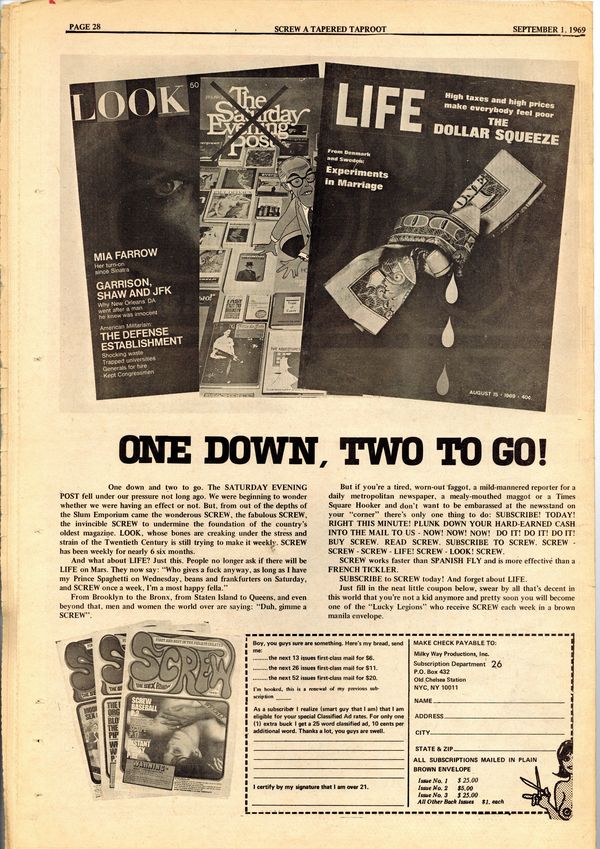 PAGE 28
SCREW A TAPERED TAPROOT
SEPTEMBER 1, 1969
LOOK
50
MIA FARROW
Her turn-on
since Sinatra
GARRISON,
SHAW AND JFK
Why New Orleans' DA
went after a man
he knew was innocent
American Militarism:
THE DEFENSE
ESTABLISHMENT
Shocking waste
Trapped universities
Generals for hire
Kept Congressmen
The
Saturday
Evening
Post
LIFE
High taxes and high prices
make everybody feel poor
THE
DOLLAR SQUEEZE
From Denmark
and Sweden:
Experiments
in Marriage
AUGUST 15 · 1969 · 40¢
ONE DOWN, TWO TO GO!
One down and two to go. The SATURDAY EVENING
POST fell under our pressure not long ago. We were beginning to wonder
whether we were having an effect or not. But, from out of the depths of
the Slum Emporium came the wonderous SCREW, the fabulous SCREW,
the invincible SCREW to undermine the foundation of the country's
oldest magazine. LOOK, whose bones are creaking under the stress and
strain of the Twentieth Century is still trying to make it weekly. SCREW
has been weekly for nearly 6 six months.
And what about LIFE? Just this. People no longer ask if there will be
LIFE on Mars. They now say: "Who gives a fuck anyway, as long as I have
my Prince Spaghetti on Wednesday, beans and frankfurters on Saturday,
and SCREW once a week, I'm a most happy fella."
From Brooklyn to the Bronx, from Staten Island to Queens, and even
beyond that, men and women the world over are saying: "Duh, gimme a
SCREW".
But if you're a tired, worn-out faggot, a mild-mannered reporter for a
daily metropolitan newspaper, a mealy-mouthed maggot or a Times
Square Hooker and don't want to be embarrassed at the newsstand on
your "corner" there's only one thing to do: SUBSCRIBE! TODAY!
RIGHT THIS MINUTE! PLUNK DOWN YOUR HARD-EARNED CASH
INTO THE MAIL TO US - NOW! NOW! NOW! DO IT! DO IT! DO IT!
BUY SCREW. READ SCREW. SUBSCRIBE TO SCREW. SCREW -
SCREW - SCREW - LIFE! SCREW - LOOK! SCREW.
SCREW works faster than SPANISH FLY and is more effective than a
FRENCH TICKLER.
SUBSCRIBE to SCREW today! And forget about LIFE.
Just fill in the neat little coupon below, swear by all that's decent in
this world that you're not a kid anymore and pretty soon you will become
one of the "Lucky Legions" who receive SCREW each week in a brown
manila envelope.
SCREW
THE SEX REVIEW
SCREW
BASEBALL
WARNING
Boy, you guys sure are something. Here's my bread, send
me:
........the next 13 issues first-class mail for $6.
........the next 26 issues first-class mail for $11.
........the next 52 issues first-class mail for $20.
I'm hooked, this is a renewal of my previous sub-
scription
As a subscriber I realize (smart guy that I am) that I am
eligible for your special Classified Ad rates. For only one
(1) extra buck I get a 25 word classified ad, 10 cents per
additional word. Thanks a lot, you guys are swell.
I certify by my signature that I am over 21.
MAKE CHECK PAYABLE TO:
Milky Way Productions, Inc.
Subscription Department 26
P.O. Box 432
Old Chelsea Station
NYC, NY 10011
NAME
ADDRESS
CITY
STATE & ZIP
ALL SUBSCRIPTIONS MAILED IN PLAIN
BROWN ENVELOPE
Issue No. 1 $ 25.00
Issue No. 2 $5.00
Issue No. 3 $ 25.00
All Other Back Issues $1. each